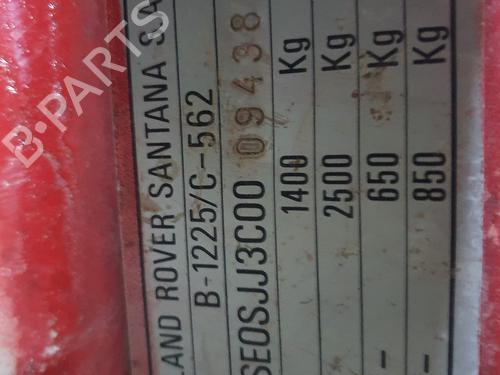 LAND ROVER SANTANA S.A
B-1225/C-562
SEOSJJ3C00 09438
1400 Kg
2500 Kg
- 650 Kg
- 850 Kg
B-PARTS